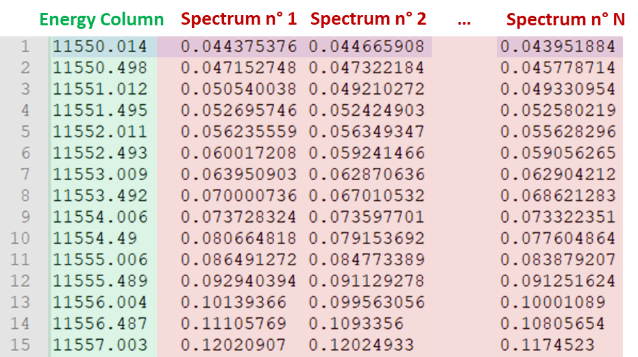 Energy Column Spectrum n° 1 Spectrum n° 2 ... Spectrum n° N
1 11550.014 0.044375376 0.044665908 0.043951884
2 11550.498 0.047152748 0.047322184 0.045778714
3 11551.012 0.050540038 0.049210272 0.049330954
4 11551.495 0.052695746 0.052424903 0.052580219
5 11552.011 0.056235559 0.056349347 0.055628296
6 11552.493 0.060017208 0.059241466 0.059056265
7 11553.009 0.063950903 0.062870636 0.062904212
8 11553.492 0.070000736 0.067010532 0.068621283
9 11554.006 0.073728324 0.073597701 0.073322351
10 11554.49 0.080664818 0.079153692 0.077604864
11 11555.006 0.086491272 0.084773389 0.083879207
12 11555.489 0.092940394 0.091129278 0.091251624
13 11556.004 0.10139366 0.099563056 0.10001089
14 11556.487 0.11105769 0.1093356 0.10805654
15 11557.003 0.12020907 0.12024933 0.1174523